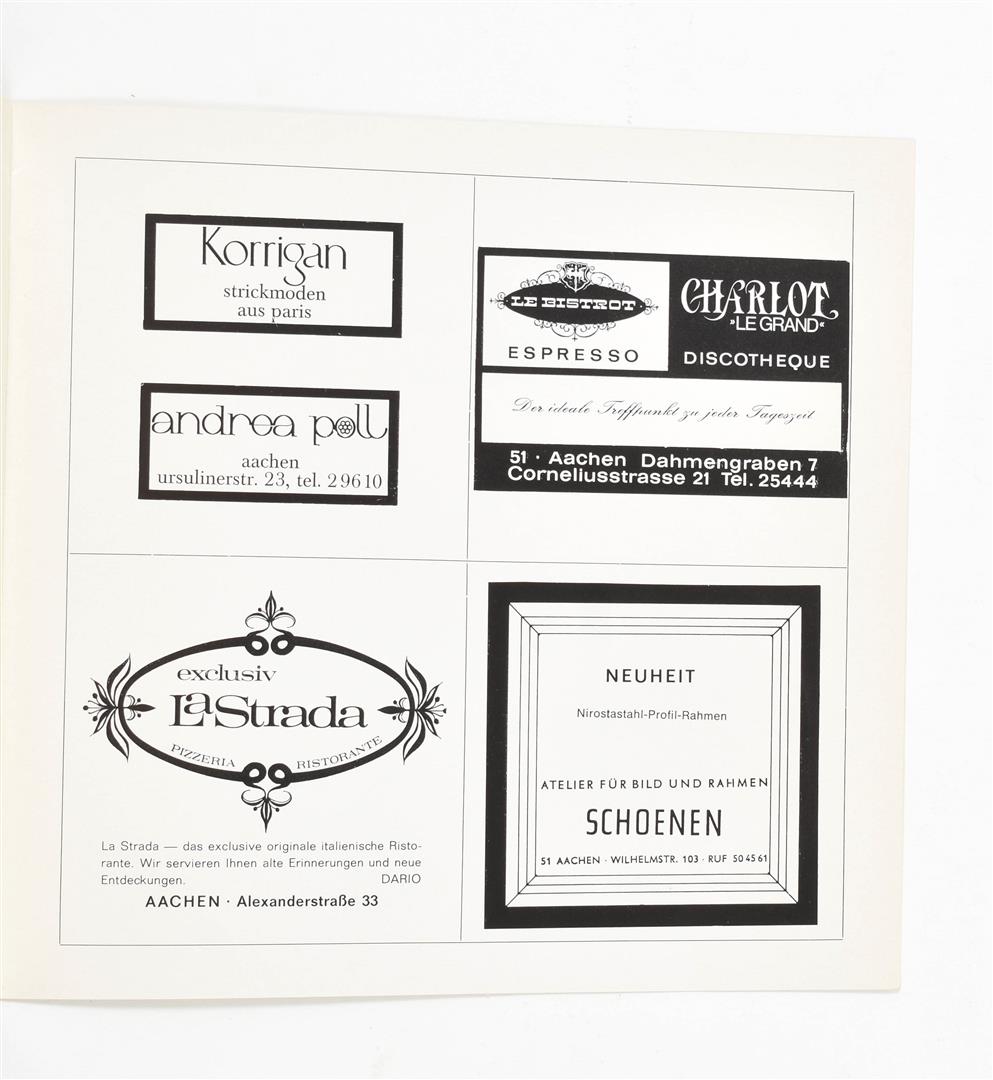 Korrigan
strickmoden
aus paris
andrea poll
aachen
ursulinerstr. 23, tel. 29610
LE BISTROT
ESPRESSO
CHARLOT
»LE GRAND«
DISCOTHEQUE
Der ideale Treffpunkt zu jeder Tageszeit
51 · Aachen Dahmengraben 7
Corneliusstrasse 21 Tel. 25444
exclusiv
La Strada
PIZZERIA RISTORANTE
La Strada — das exclusive originale italienische Risto-
rante. Wir servieren Ihnen alte Erinnerungen und neue
Entdeckungen. DARIO
AACHEN · Alexanderstraße 33
NEUHEIT
Nirostastahl-Profil-Rahmen
ATELIER FÜR BILD UND RAHMEN
SCHOENEN
51 AACHEN · WILHELMSTR. 103 · RUF 50 45 61